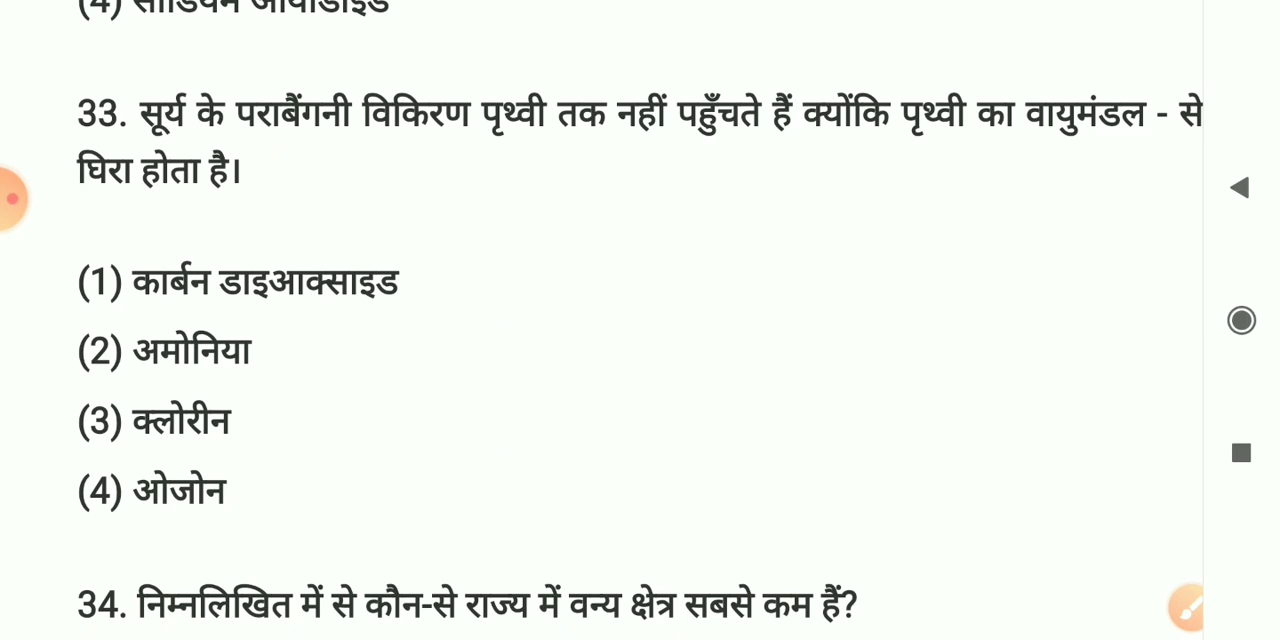 33. सूर्य के पराबैंगनी विकिरण पृथ्वी तक नहीं पहुँचते हैं क्योंकि पृथ्वी का वायुमंडल - से
घिरा होता है।
(1) कार्बन डाइआक्साइड
(2) अमोनिया
(3) क्लोरीन
(4) ओजोन
34. निम्नलिखित में से कौन-से राज्य में वन्य क्षेत्र सबसे कम हैं?